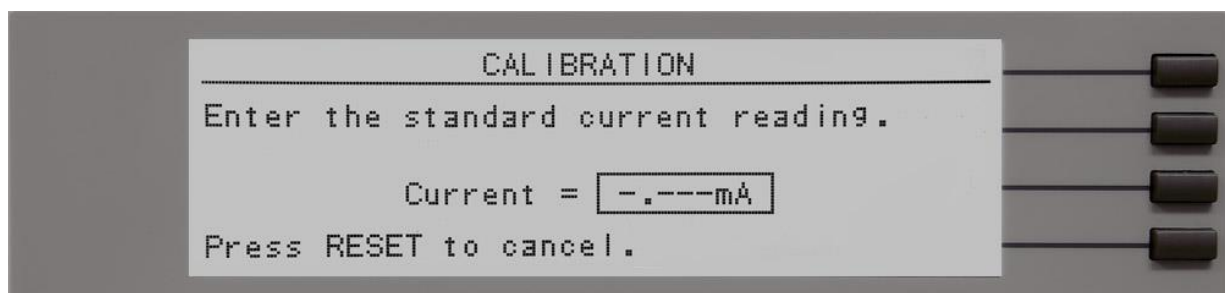 CALIBRATION
Enter the standard current reading.
Current = -.---mA
Press RESET to cancel.